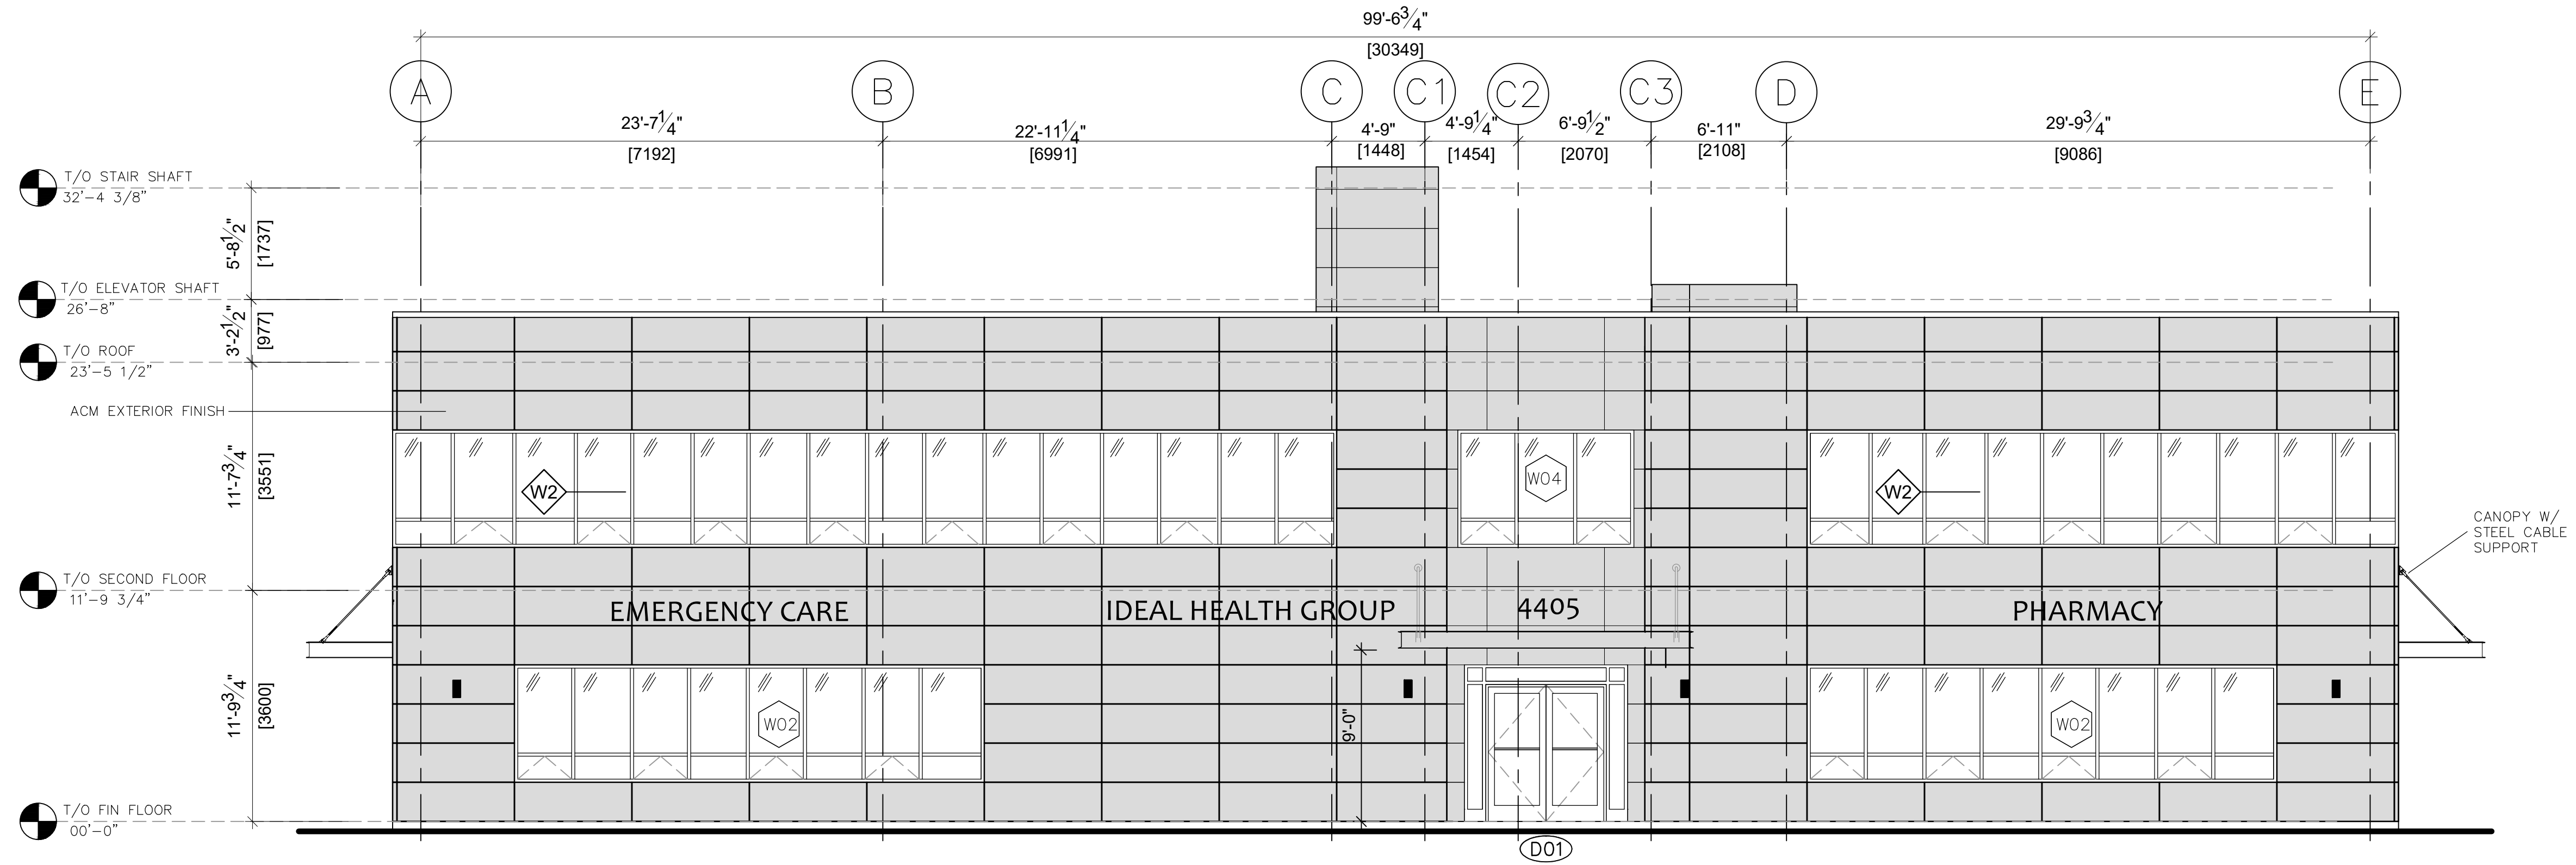 99'-6 3/4"
[30349]
A B C C1 C2 C3 D E
23'-7 1/4" 22'-11 1/4" 4'-9" 4'-9 1/4" 6'-9 1/2" 6'-11" 29'-9 3/4"
[7192] [6991] [1448] [1454] [2070] [2108] [9086]
T/O STAIR SHAFT
32'-4 3/8"
5'-8 1/2"
[1737]
T/O ELEVATOR SHAFT
26'-8"
3'-2 1/2"
[977]
T/O ROOF
23'-5 1/2"
ACM EXTERIOR FINISH
11'-7 3/4"
[3551]
W2 W04 W2
CANOPY W/
STEEL CABLE
SUPPORT
T/O SECOND FLOOR
11'-9 3/4"
EMERGENCY CARE IDEAL HEALTH GROUP 4405 PHARMACY
11'-9 3/4"
[3600]
W02 9'-0" W02
T/O FIN FLOOR
00'-0"
D01